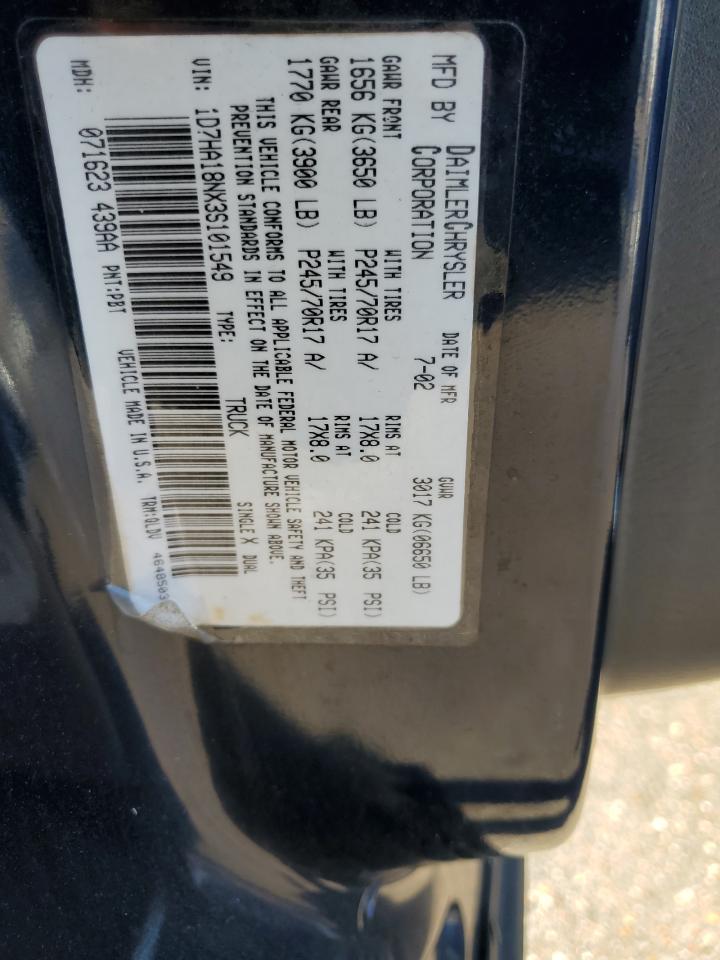 MFD BY DAIMLERCHRYSLER CORPORATION
DATE OF MFR 7-02
GVWR 3017 KG(06650 LB)
GAWR FRONT WITH TIRES RIMS AT COLD
1656 KG(3650 LB) P245/70R17 A/ 17X8.0 241 KPA(35 PSI)
GAWR REAR WITH TIRES RIMS AT COLD
1770 KG(3900 LB) P245/70R17 A/ 17X8.0 241 KPA(35 PSI)
THIS VEHICLE CONFORMS TO ALL APPLICABLE FEDERAL MOTOR VEHICLE SAFETY AND THEFT
PREVENTION STANDARDS IN EFFECT ON THE DATE OF MANUFACTURE SHOWN ABOVE.
VIN: 1D7HA18NX3S101549 TYPE: TRUCK SINGLE X DUAL
MDH: 071623 439AA PNT:PBT VEHICLE MADE IN U.S.A. TRM:QLDV 4648503